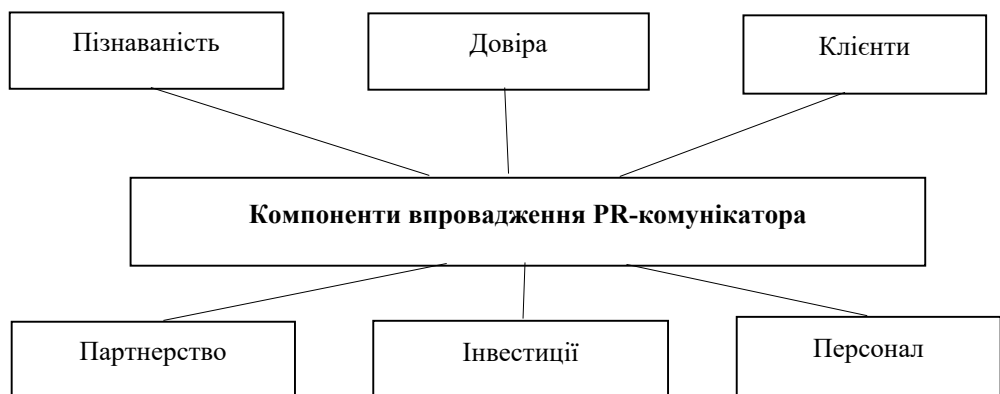 Пізнаваність
Довіра
Клієнти
Компоненти впровадження PR-комунікатора
Партнерство
Інвестиції
Персонал